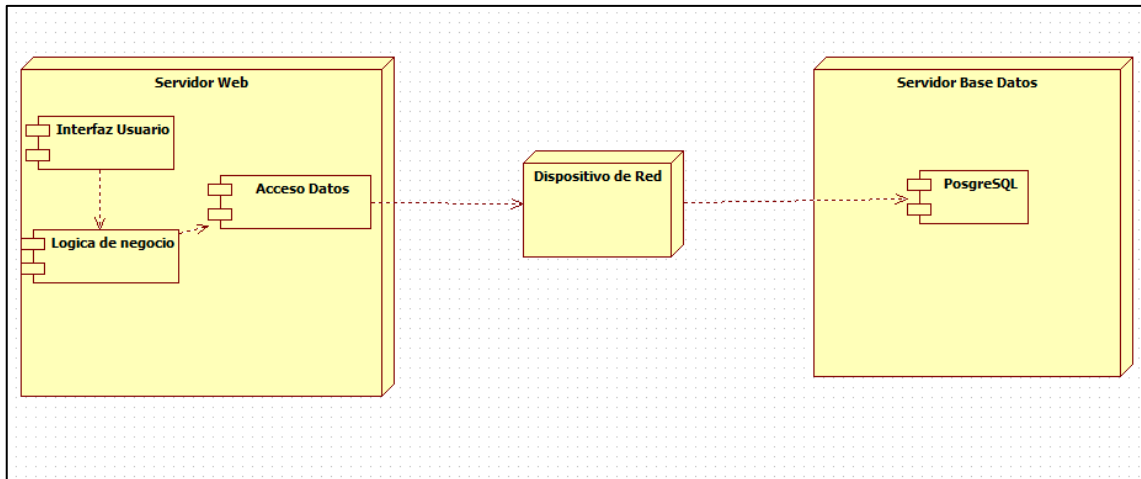 Servidor Web
Interfaz Usuario
Acceso Datos
Logica de negocio
Dispositivo de Red
Servidor Base Datos
PosgreSQL